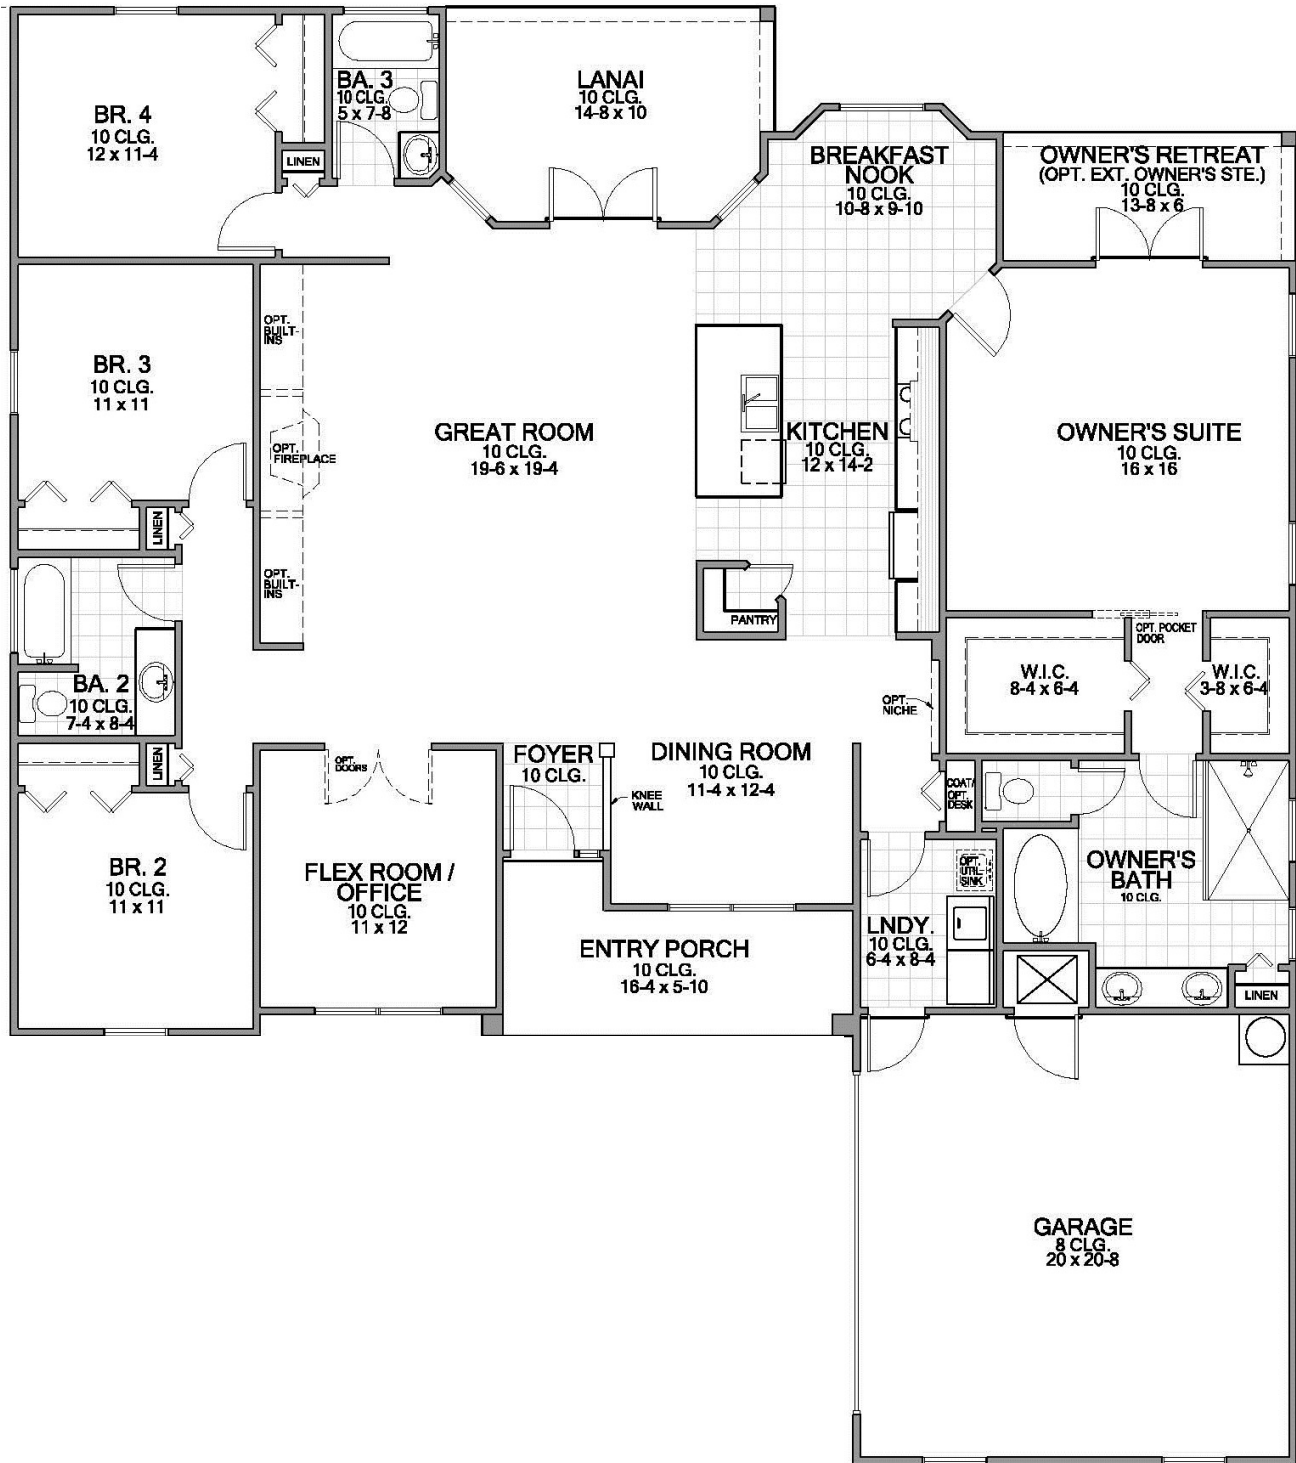 BR. 4
10 CLG.
12 x 11-4
LINEN
BA. 3
10 CLG.
5 x 7-8
LANAI
10 CLG.
14-8 x 10
BREAKFAST
NOOK
10 CLG.
10-8 x 9-10
OWNER'S RETREAT
(OPT. EXT. OWNER'S STE.)
10 CLG.
13-8 x 6
BR. 3
10 CLG.
11 x 11
OPT.
BUILT-
INS
OPT.
FIREPLACE
OPT.
BUILT-
INS
GREAT ROOM
10 CLG.
19-6 x 19-4
KITCHEN
10 CLG.
12 x 14-2
OWNER'S SUITE
10 CLG.
16 x 16
LINEN
PANTRY
OPT. POCKET
DOOR
W.I.C.
8-4 x 6-4
W.I.C.
3-8 x 6-4
BA. 2
10 CLG.
7-4 x 8-4
OPT.
NICHE
LINEN
OPT.
DOORS
FOYER
10 CLG.
DINING ROOM
10 CLG.
11-4 x 12-4
KNEE
WALL
COAT/
OPT.
DESK
BR. 2
10 CLG.
11 x 11
FLEX ROOM /
OFFICE
10 CLG.
11 x 12
OPT.
UTIL.
SINK
OWNER'S
BATH
10 CLG.
LNDY.
10 CLG.
6-4 x 8-4
ENTRY PORCH
10 CLG.
16-4 x 5-10
LINEN
GARAGE
8 CLG.
20 x 20-8